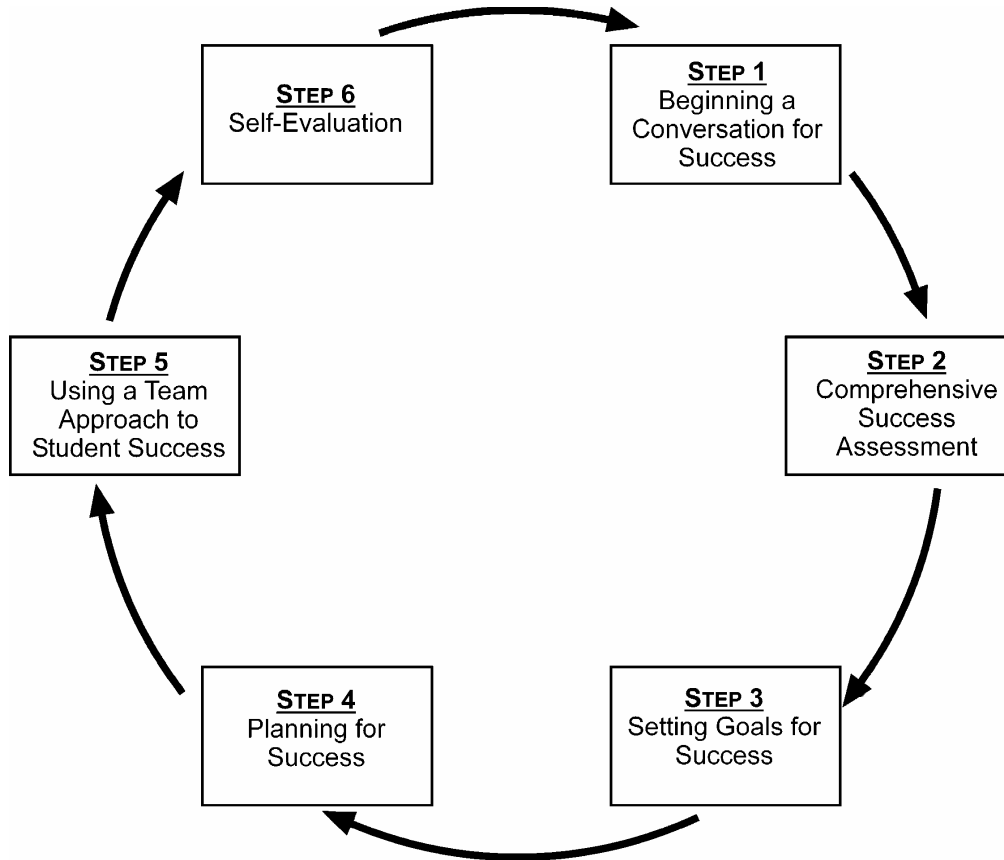 STEP 1
Beginning a
Conversation for
Success
STEP 2
Comprehensive
Success
Assessment
STEP 3
Setting Goals for
Success
STEP 4
Planning for
Success
STEP 5
Using a Team
Approach to
Student Success
STEP 6
Self-Evaluation